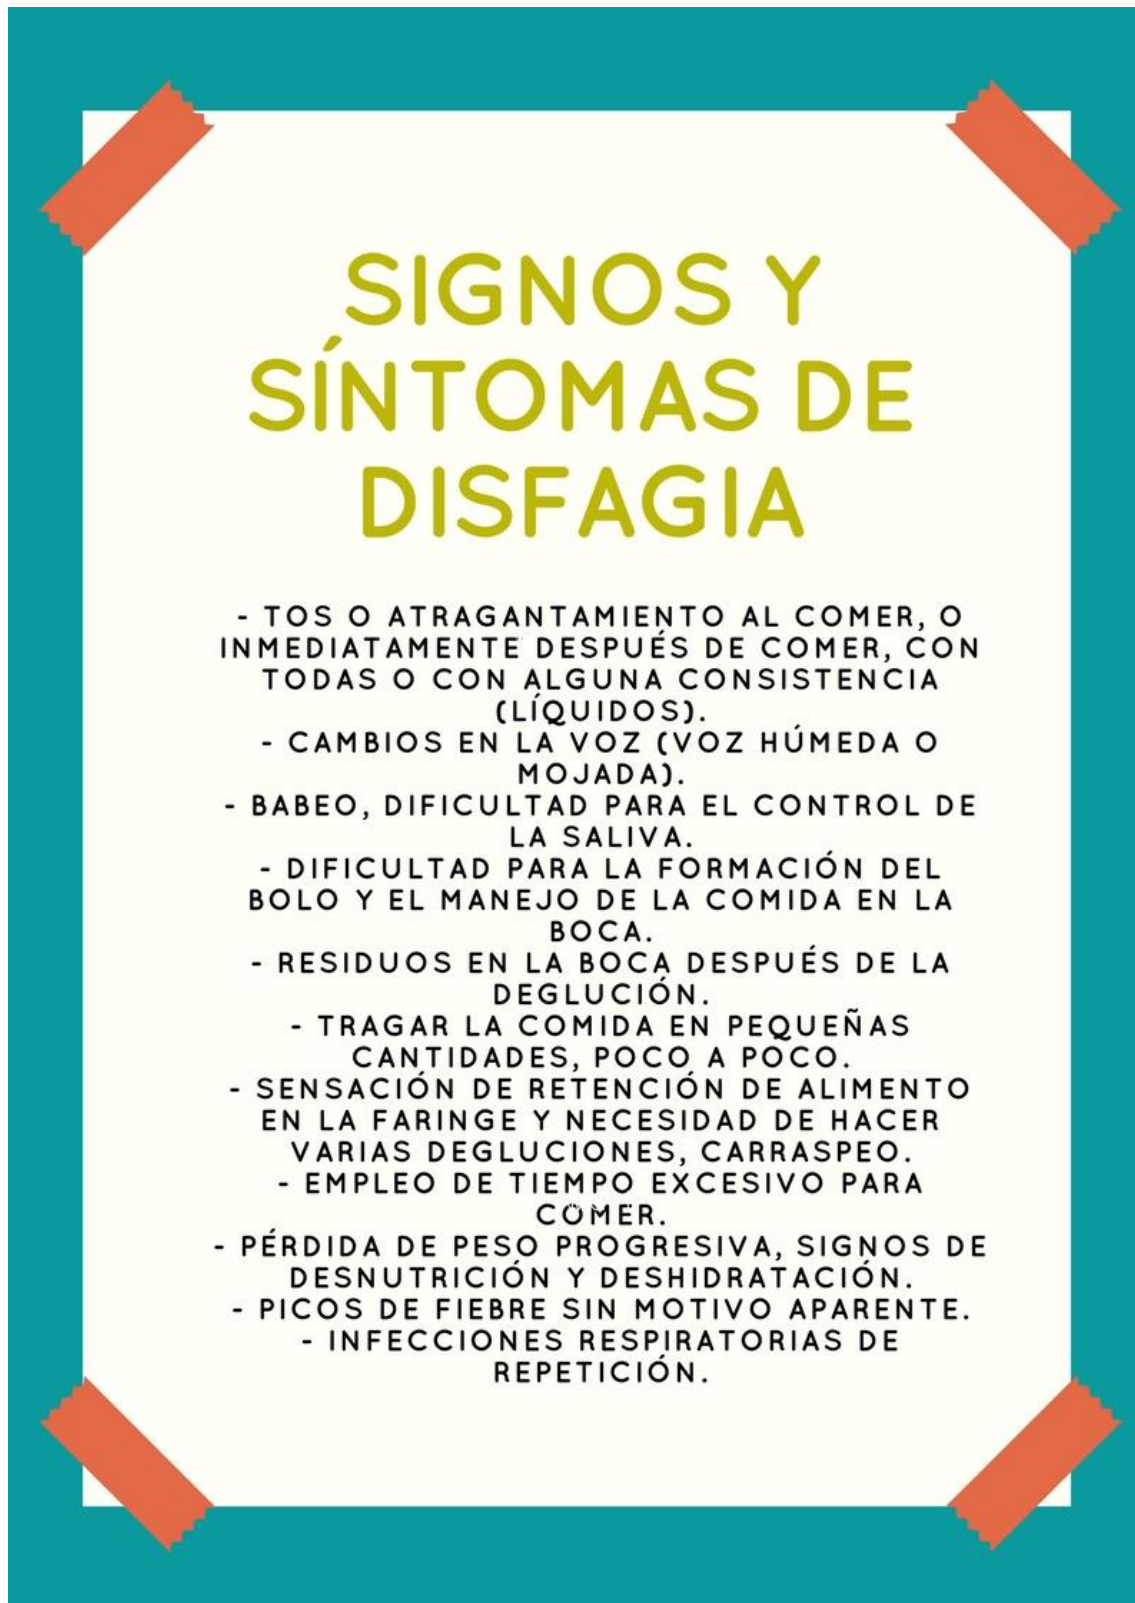 SIGNOS Y
SÍNTOMAS DE
DISFAGIA
- TOS O ATRAGANTAMIENTO AL COMER, O
INMEDIATAMENTE DESPUÉS DE COMER, CON
TODAS O CON ALGUNA CONSISTENCIA
(LÍQUIDOS).
- CAMBIOS EN LA VOZ (VOZ HÚMEDA O
MOJADA).
- BABEO, DIFICULTAD PARA EL CONTROL DE
LA SALIVA.
- DIFICULTAD PARA LA FORMACIÓN DEL
BOLO Y EL MANEJO DE LA COMIDA EN LA
BOCA.
- RESIDUOS EN LA BOCA DESPUÉS DE LA
DEGLUCIÓN.
- TRAGAR LA COMIDA EN PEQUEÑAS
CANTIDADES, POCO A POCO.
- SENSACIÓN DE RETENCIÓN DE ALIMENTO
EN LA FARINGE Y NECESIDAD DE HACER
VARIAS DEGLUCIONES, CARRASPEO.
- EMPLEO DE TIEMPO EXCESIVO PARA
COMER.
- PÉRDIDA DE PESO PROGRESIVA, SIGNOS DE
DESNUTRICIÓN Y DESHIDRATACIÓN.
- PICOS DE FIEBRE SIN MOTIVO APARENTE.
- INFECCIONES RESPIRATORIAS DE
REPETICIÓN.